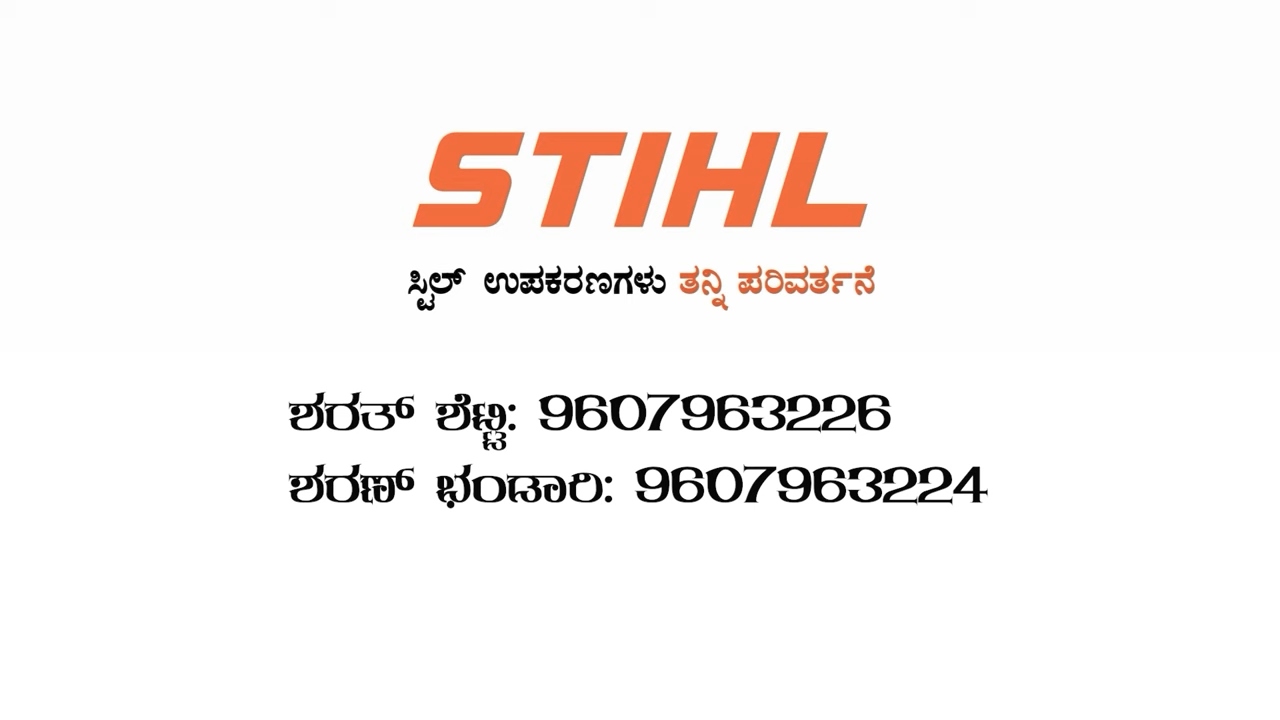 STIHL
ಸ್ಟಿಲ್ ಉಪಕರಣಗಳು ತನ್ನಿ ಪರಿವರ್ತನೆ
ಶರತ್ ಶೆಟ್ಟಿ: 9607963226
ಶರಣ್ ಭಂಡಾರಿ: 9607963224